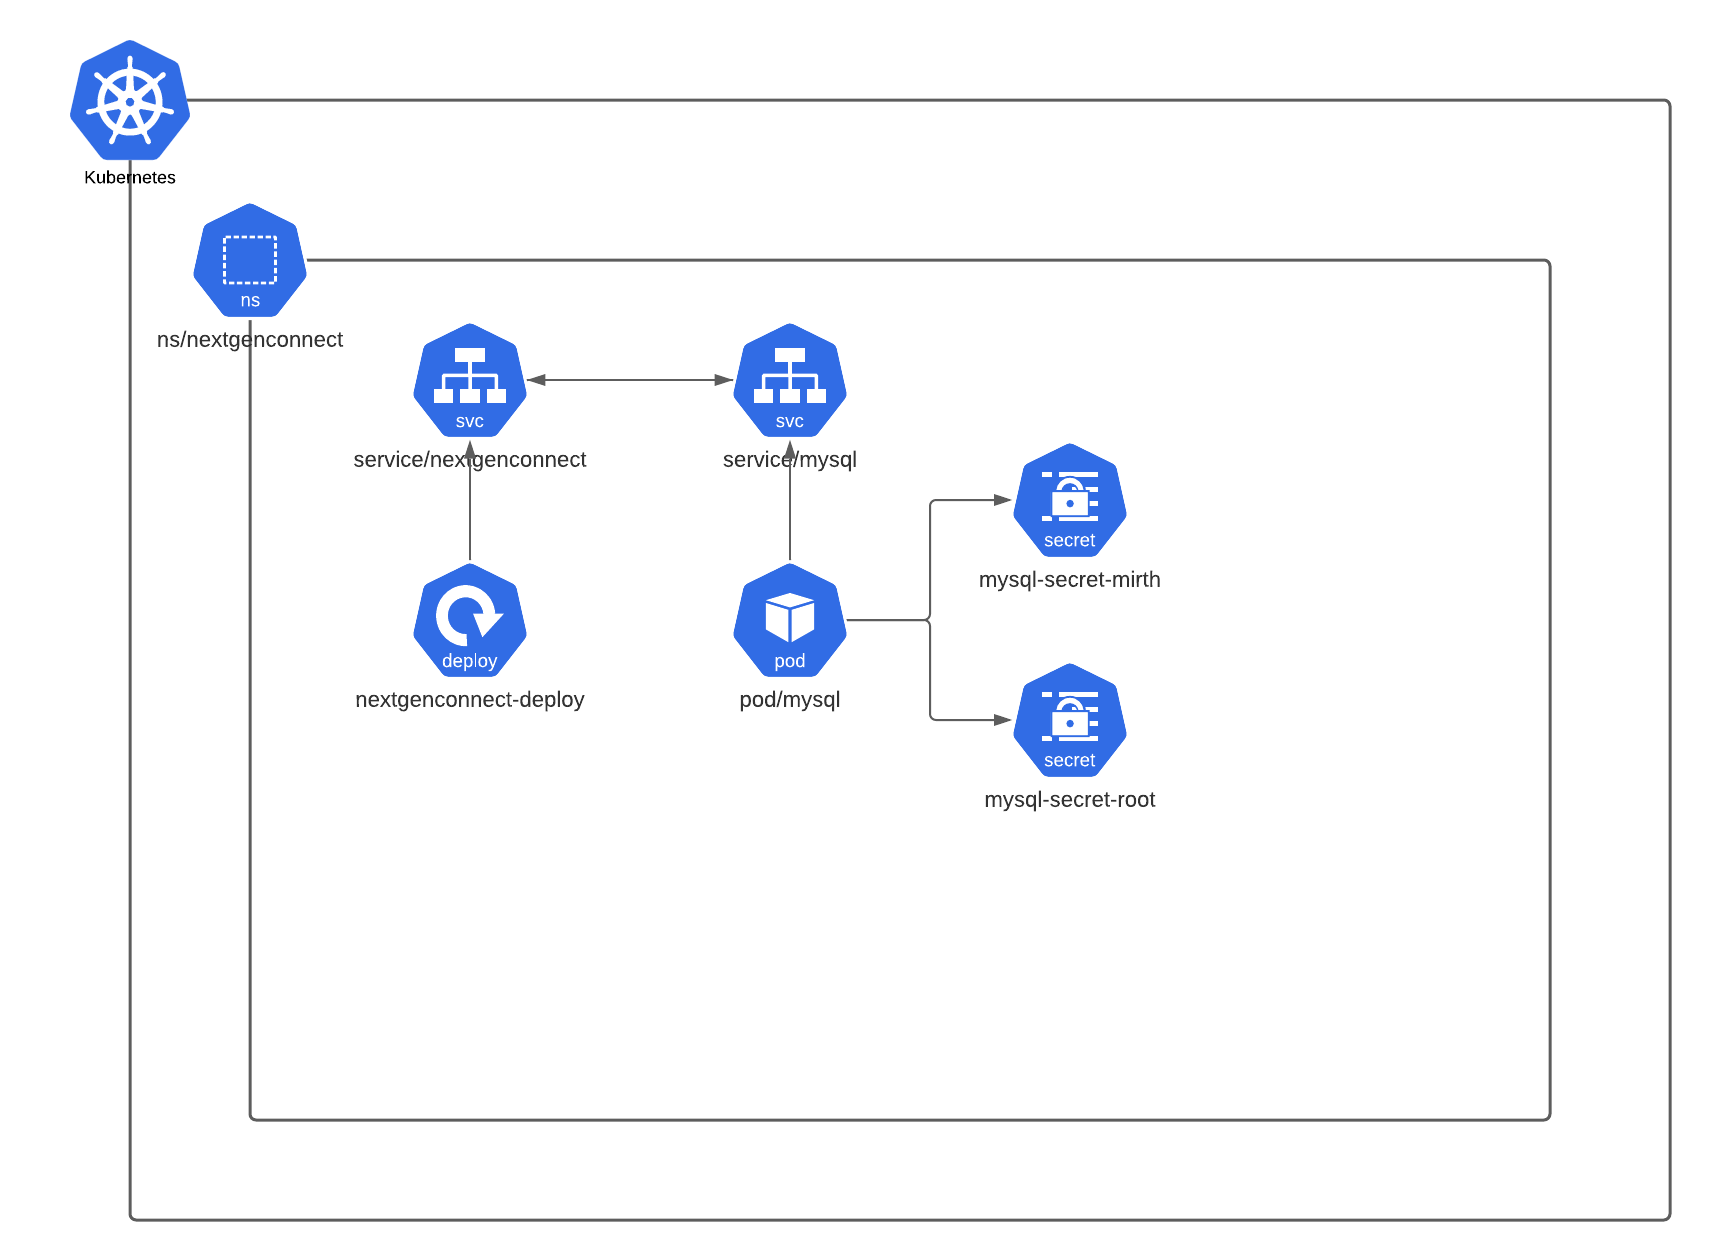 Kubernetes
ns
ns/nextgenconnect
svc
service/nextgenconnect
svc
service/mysql
secret
mysql-secret-mirth
deploy
nextgenconnect-deploy
pod
pod/mysql
secret
mysql-secret-root